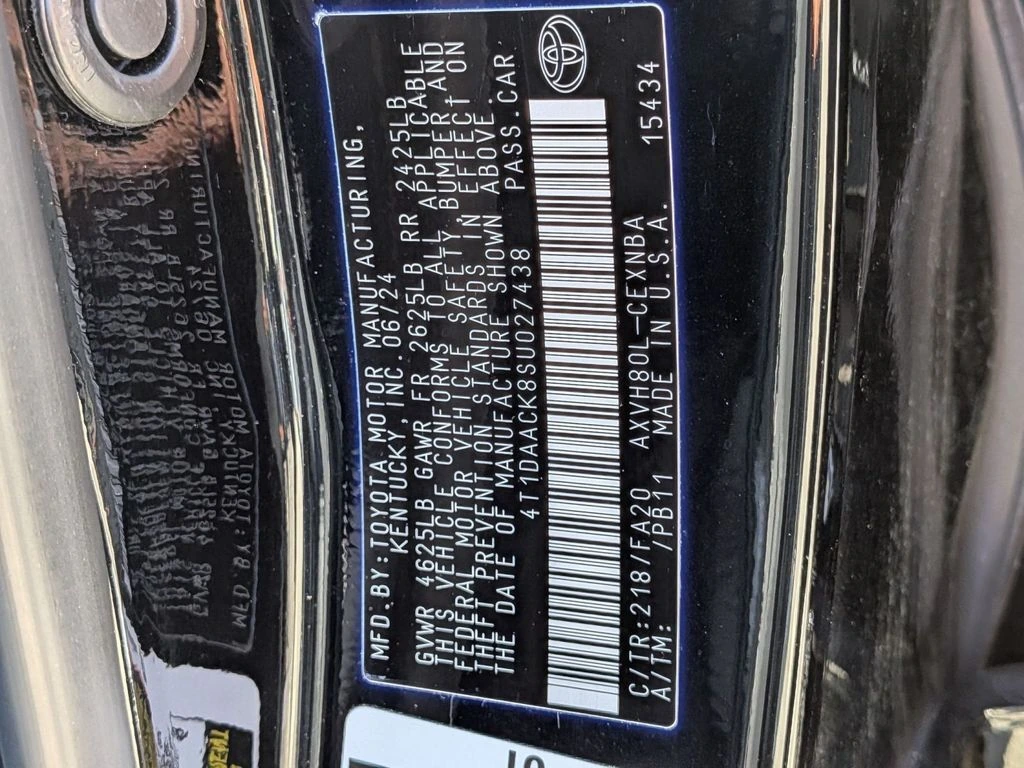 MFD.BY:TOYOTA MOTOR MANUFACTURING,
KENTUCKY,INC.06/24
GVWR 4625LB GAWR FR 2625LB RR 2425LB
THIS VEHICLE CONFORMS TO ALL APPLICABLE
FEDERAL MOTOR VEHICLE SAFETY, BUMPER, AND
THEFT PREVENTION STANDARDS IN EFFECT ON
THE DATE OF MANUFACTURE SHOWN ABOVE.
4T1DAACK8SU027438 PASS.CAR
C/TR:218/FA20 AXVH80L-CEXNBA 15434
A/TM: /PB11 MADE IN U.S.A.